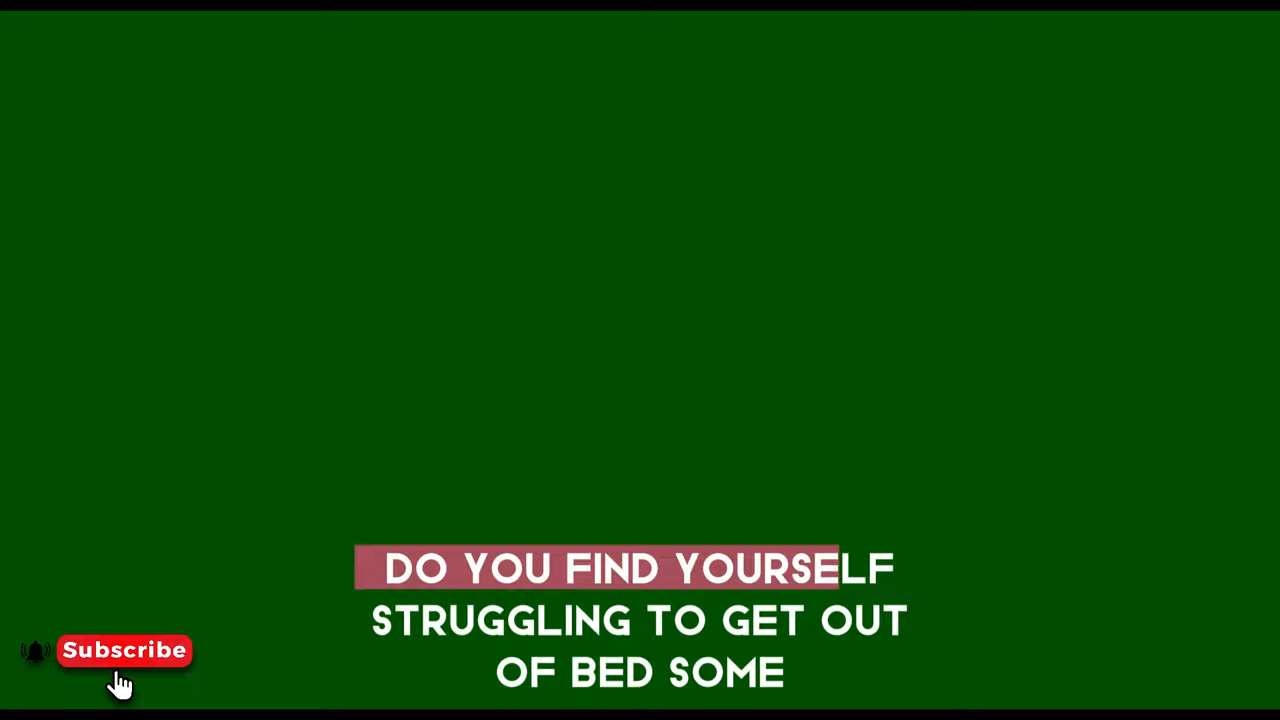 DO YOU FIND YOURSELF
STRUGGLING TO GET OUT
OF BED SOME
Subscribe